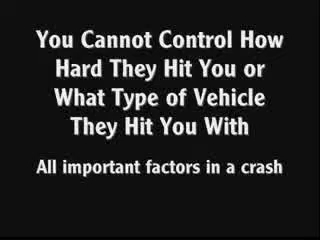 You Cannot Control How
Hard They Hit You or
What Type of Vehicle
They Hit You With
All important factors in a crash